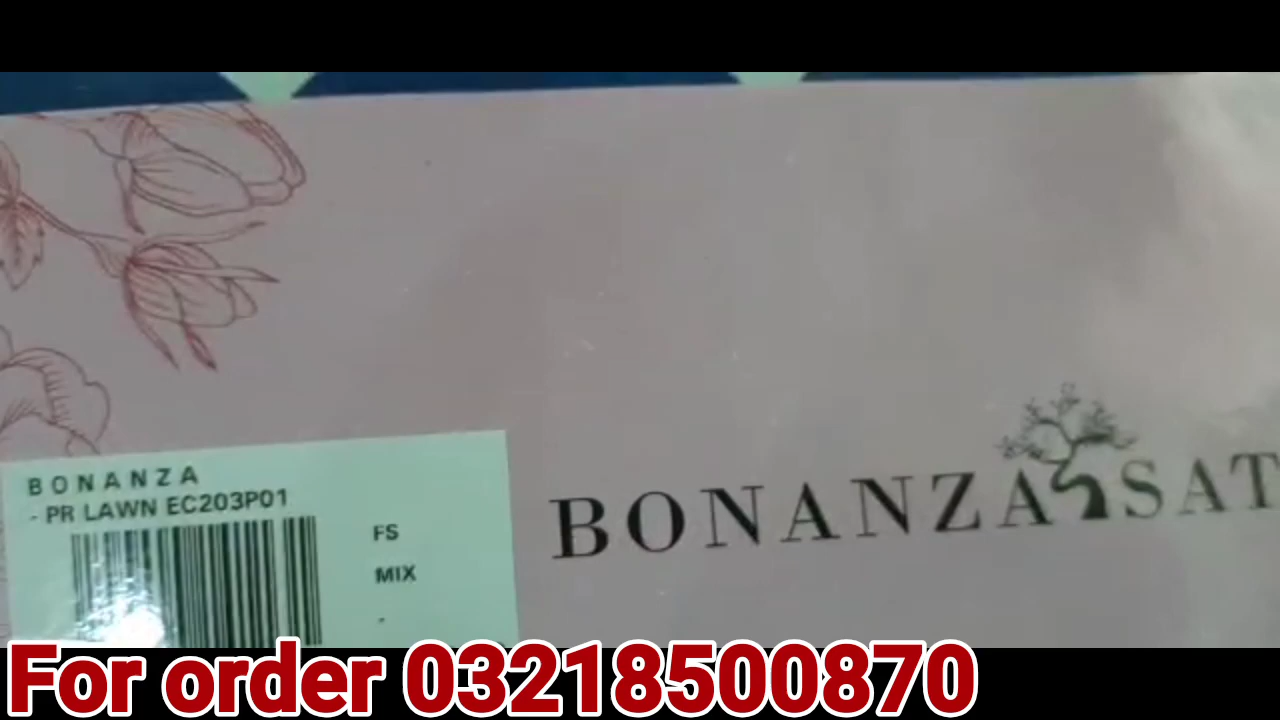 BONANZA
- PR LAWN EC203P01
FS
MIX
-
BONANZA SAT
For order 03218500870